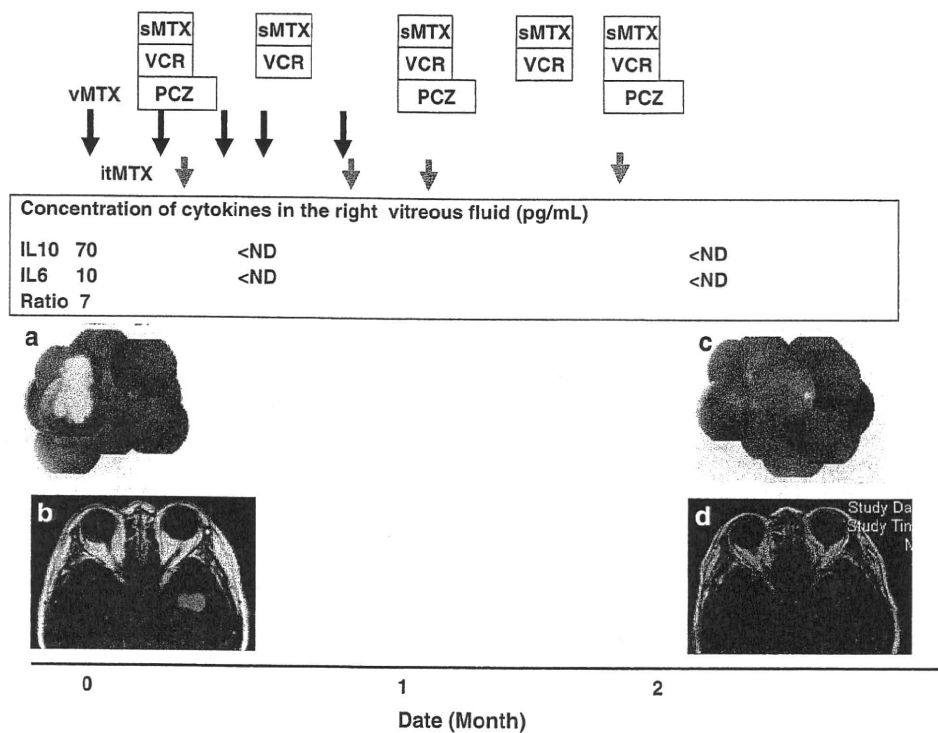 sMTX sMTX sMTX sMTX sMTX
VCR VCR VCR VCR VCR
vMTX PCZ PCZ PCZ
itMTX
Concentration of cytokines in the right vitreous fluid (pg/mL)
IL10 70 <ND <ND
IL6 10 <ND <ND
Ratio 7
a c
b d
Study Da
Study Tim
0 1 2
Date (Month)